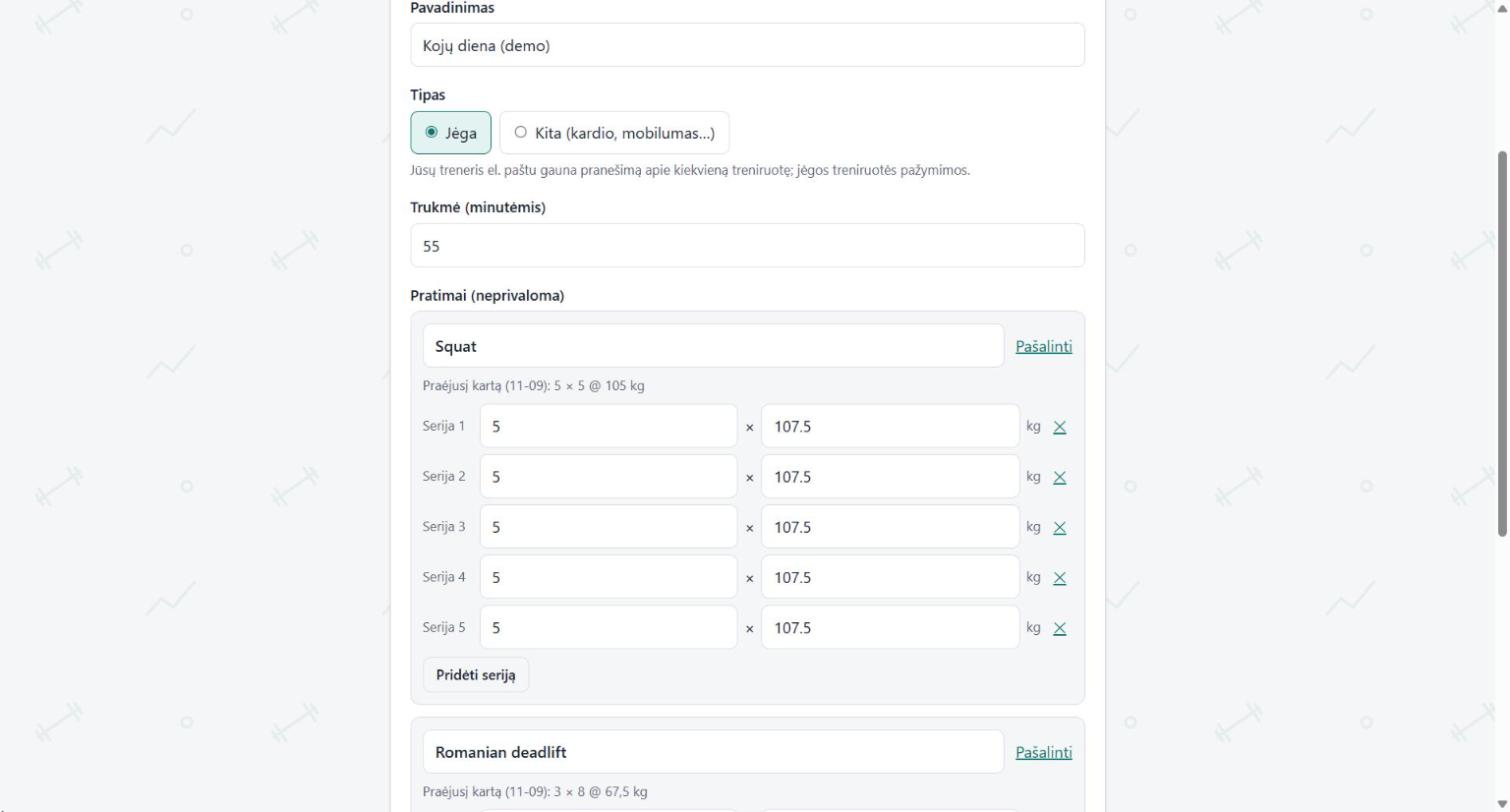 Pavadinimas
Kojų diena (demo)
Tipas
Jėga Kita (kardio, mobilumas...)
Jūsų treneris el. paštu gauna pranešimą apie kiekvieną treniruotę; jėgos treniruotės pažymimos.
Trukmė (minutėmis)
55
Pratimai (neprivaloma)
Squat Pašalinti
Praėjusį kartą (11-09): 5 × 5 @ 105 kg
Serija 1 5 × 107.5 kg ×
Serija 2 5 × 107.5 kg ×
Serija 3 5 × 107.5 kg ×
Serija 4 5 × 107.5 kg ×
Serija 5 5 × 107.5 kg ×
Pridėti seriją
Romanian deadlift Pašalinti
Praėjusį kartą (11-09): 3 × 8 @ 67,5 kg